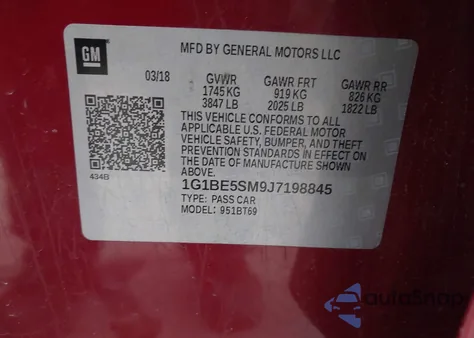 GM
MFD BY GENERAL MOTORS LLC
03/18 GVWR GAWR FRT GAWR RR
1745 KG 919 KG 826 KG
3847 LB 2025 LB 1822 LB
THIS VEHICLE CONFORMS TO ALL
APPLICABLE U.S. FEDERAL MOTOR
VEHICLE SAFETY, BUMPER, AND THEFT
PREVENTION STANDARDS IN EFFECT ON
THE DATE OF MANUFACTURE SHOWN
ABOVE.
434B
1G1BE5SM9J7198845
TYPE: PASS CAR
MODEL: 951BT69
autoSnap